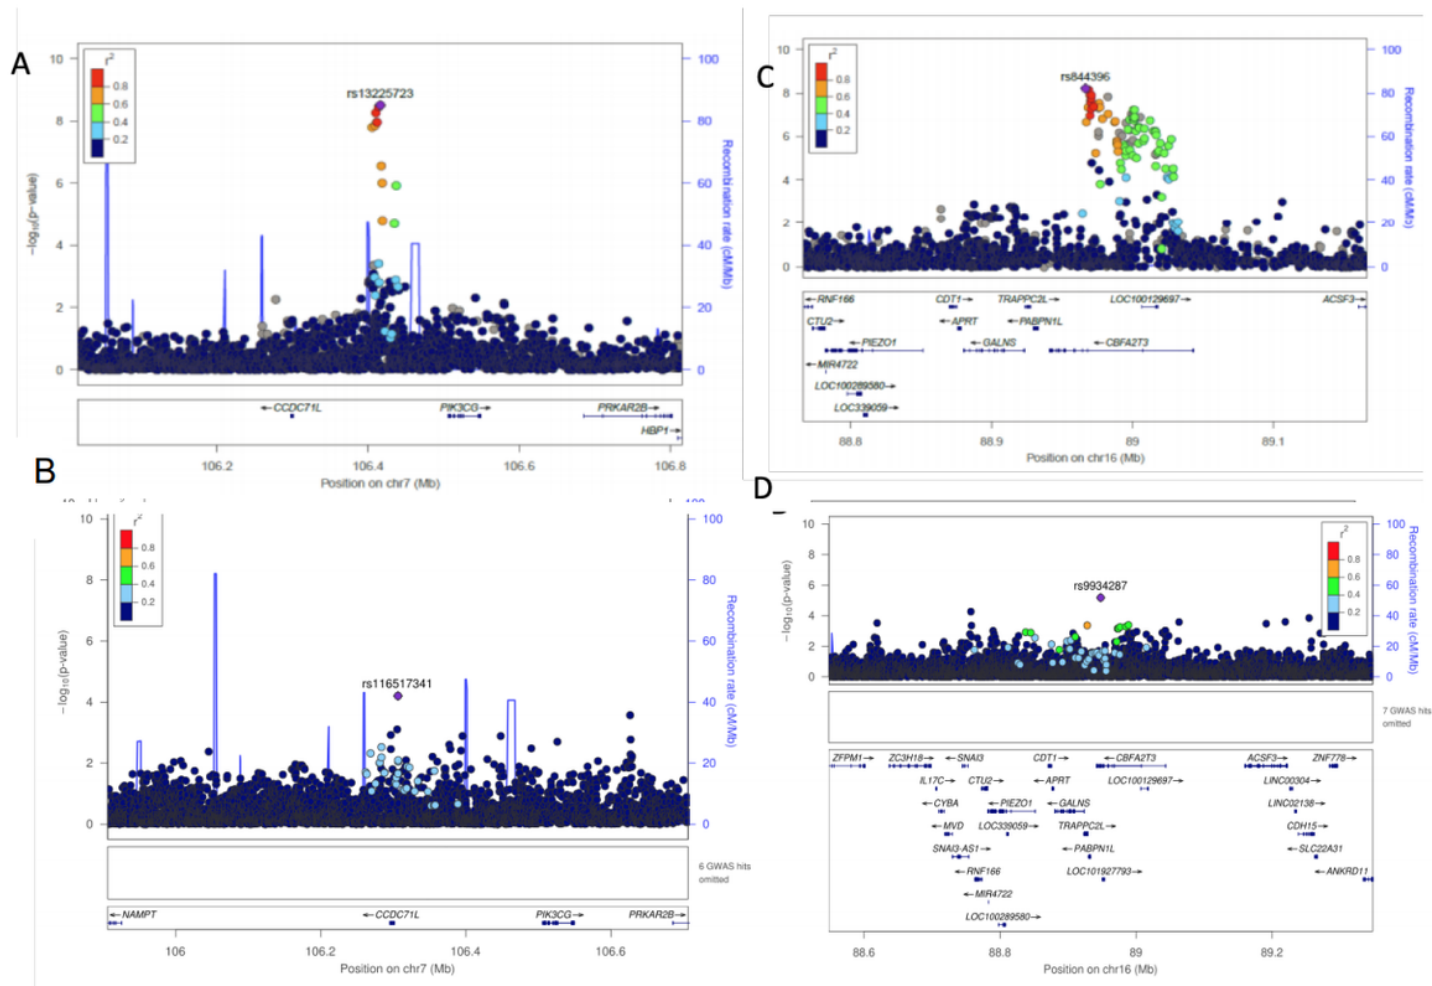 A
r2
0.8
0.6
0.4
0.2
rs13225723
10
8
6
4
2
0
−log10(p−value)
100
80
60
40
20
0
Recombination rate (cM/Mb)
←CCDC71L
PIK3CG→
PRKAR2B→
HBP1→
106.2 106.4 106.6 106.8
Position on chr7 (Mb)
C
r2
0.8
0.6
0.4
0.2
rs844396
10
8
6
4
2
0
−log10(p−value)
100
80
60
40
20
0
Recombination rate (cM/Mb)
←RNF166 CDT1→ TRAPPC2L→ LOC100129697→ ACSF3→
CTU2→ ←APRT ←PABPN1L
←PIEZO1 ←GALNS ←CBFA2T3
←MIR4722
LOC100289580→
LOC339059→
88.8 88.9 89 89.1
Position on chr16 (Mb)
B
r2
0.8
0.6
0.4
0.2
rs116517341
10
8
6
4
2
0
−log10(p−value)
100
80
60
40
20
0
Recombination rate (cM/Mb)
6 GWAS hits
omitted
←NAMPT ←CCDC71L PIK3CG→ PRKAR2B→
106 106.2 106.4 106.6
Position on chr7 (Mb)
D
r2
0.8
0.6
0.4
0.2
rs9934287
10
8
6
4
2
0
−log10(p−value)
100
80
60
40
20
0
Recombination rate (cM/Mb)
7 GWAS hits
omitted
ZFPM1→ ZC3H18→ ←SNAI3 CDT1→ ←CBFA2T3 ACSF3→ ZNF778→
IL17C→ CTU2→ ←APRT LOC100129697→ LINC00304→
←CYBA ←PIEZO1 ←GALNS LINC02138→
←MVD LOC339059→ TRAPPC2L→ CDH15→
SNAI3-AS1→ ←PABPN1L ←SLC22A31
←RNF166 LOC101927793→ ←ANKRD11
←MIR4722
LOC100289580→
88.6 88.8 89 89.2
Position on chr16 (Mb)